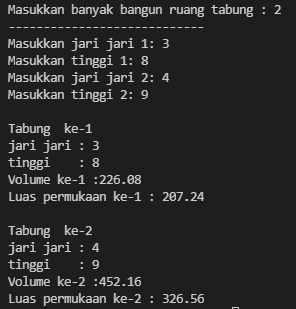 Masukkan banyak bangun ruang tabung : 2
----------------------------
Masukkan jari jari 1: 3
Masukkan tinggi 1: 8
Masukkan jari jari 2: 4
Masukkan tinggi 2: 9

Tabung  ke-1
jari jari : 3
tinggi    : 8
Volume ke-1 :226.08
Luas permukaan ke-1 : 207.24

Tabung  ke-2
jari jari : 4
tinggi    : 9
Volume ke-2 :452.16
Luas permukaan ke-2 : 326.56